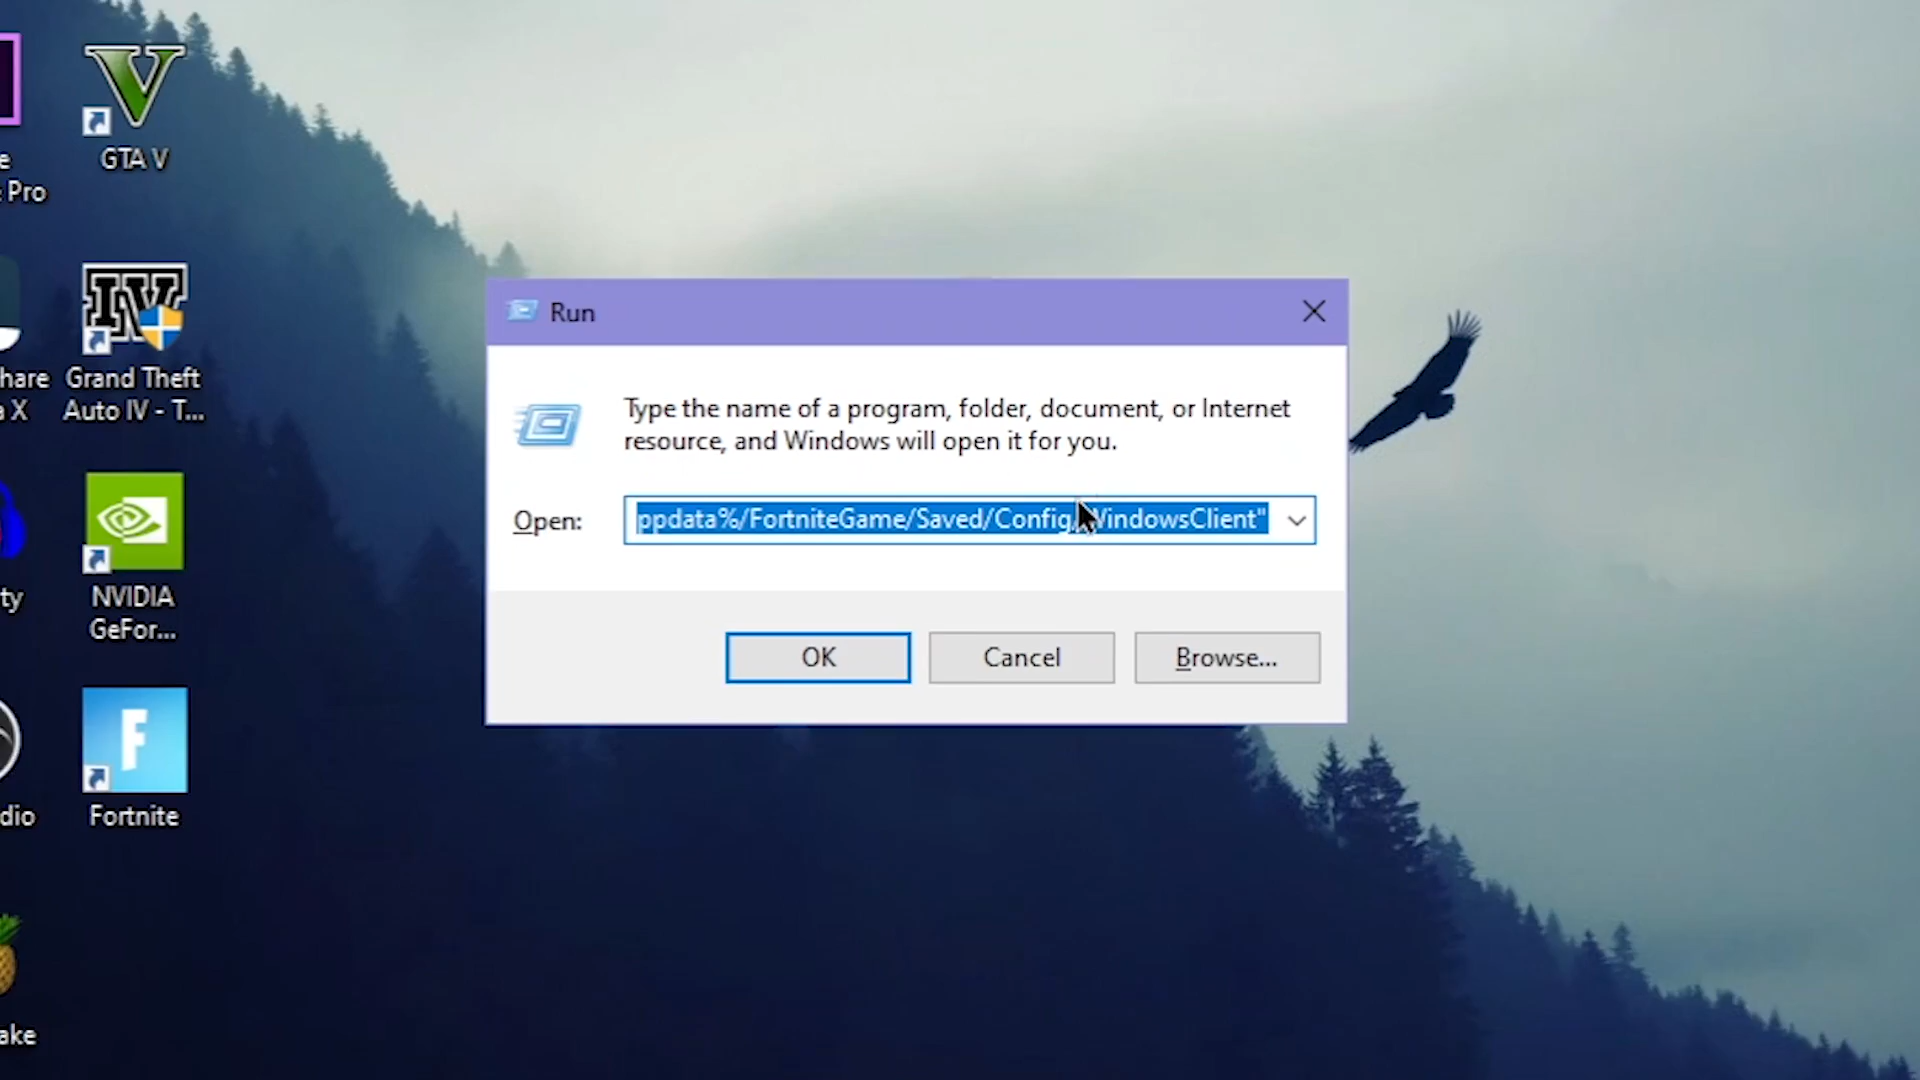 e
Pro
GTA V
hare
a X
Grand Theft
Auto IV - T...
ty
NVIDIA
GeFor...
dio
Fortnite
ake
Run
Type the name of a program, folder, document, or Internet
resource, and Windows will open it for you.
Open:
ppdata%/FortniteGame/Saved/Config/WindowsClient"
OK
Cancel
Browse...